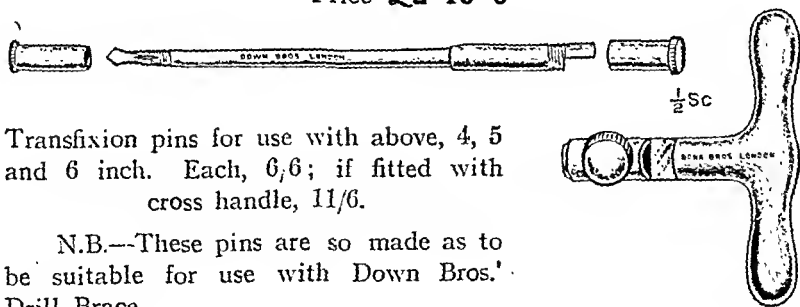 DOWN BROS LONDON
½Sc
DOWN BROS LONDON
Transfixion pins for use with above, 4, 5
and 6 inch. Each, 6/6; if fitted with
cross handle, 11/6.
N.B.—These pins are so made as to
be suitable for use with Down Bros.'
Drill Brace.